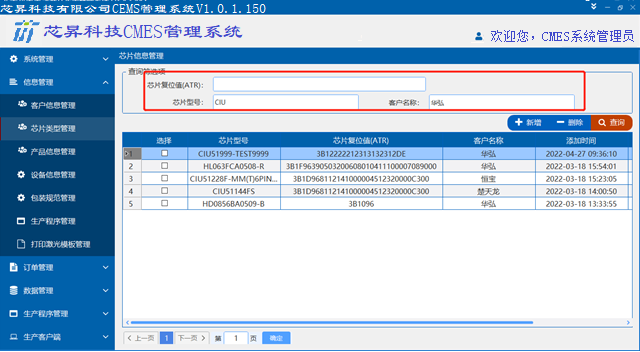 芯昇科技有限公司CEMS管理系统V1.0.1.150
芯昇科技CMES管理系统
欢迎您，CMES系统管理员
系统管理
信息管理
客户信息管理
芯片类型管理
产品信息管理
设备信息管理
包装规范管理
生产程序管理
打印激光模板管理
订单管理
数据管理
生产程序管理
生产客户端
芯片信息管理
查询筛选项
芯片复位值(ATR):
芯片型号: CIU 客户名称: 华弘
新增 删除 查询
选择 芯片型号 芯片复位值(ATR) 客户名称 添加时间
1 CIU51999-TEST9999 3B1222221213132312DE 华弘 2022-04-27 09:36:10
2 HL063FCA0508-R 3B1F96390503200608010411100007089000 华弘 2022-03-18 15:54:01
3 CIUS1228F-MM(T)6PIN... 3B1D96811214100004512320000C300 恒宝 2022-03-18 15:23:05
4 CIU51144FS 3B1D96811214100004512320000C300 楚天龙 2022-03-18 14:00:50
5 HD0856BA0509-B 3B1096 华弘 2022-03-18 13:33:55
上一页 1 下一页 第 1 页 确定